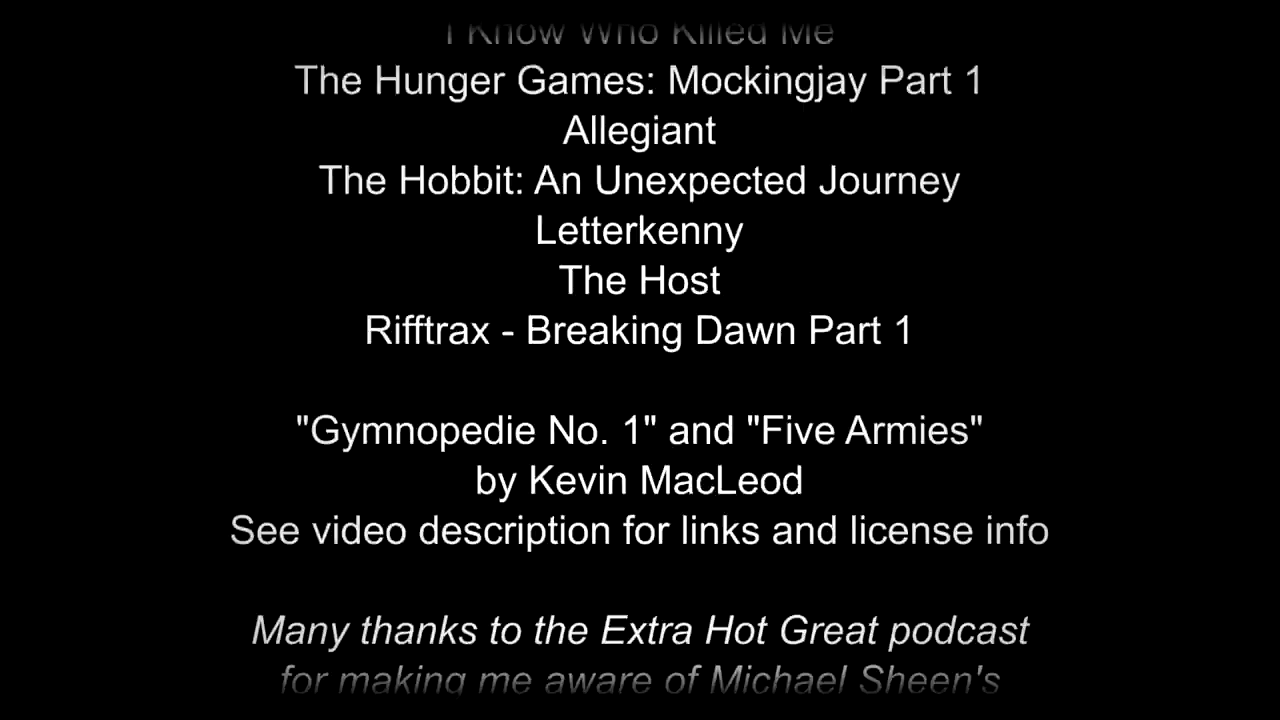 I Know Who Killed Me
The Hunger Games: Mockingjay Part 1
Allegiant
The Hobbit: An Unexpected Journey
Letterkenny
The Host
Rifftrax - Breaking Dawn Part 1
"Gymnopedie No. 1" and "Five Armies"
by Kevin MacLeod
See video description for links and license info
Many thanks to the Extra Hot Great podcast
for making me aware of Michael Sheen's